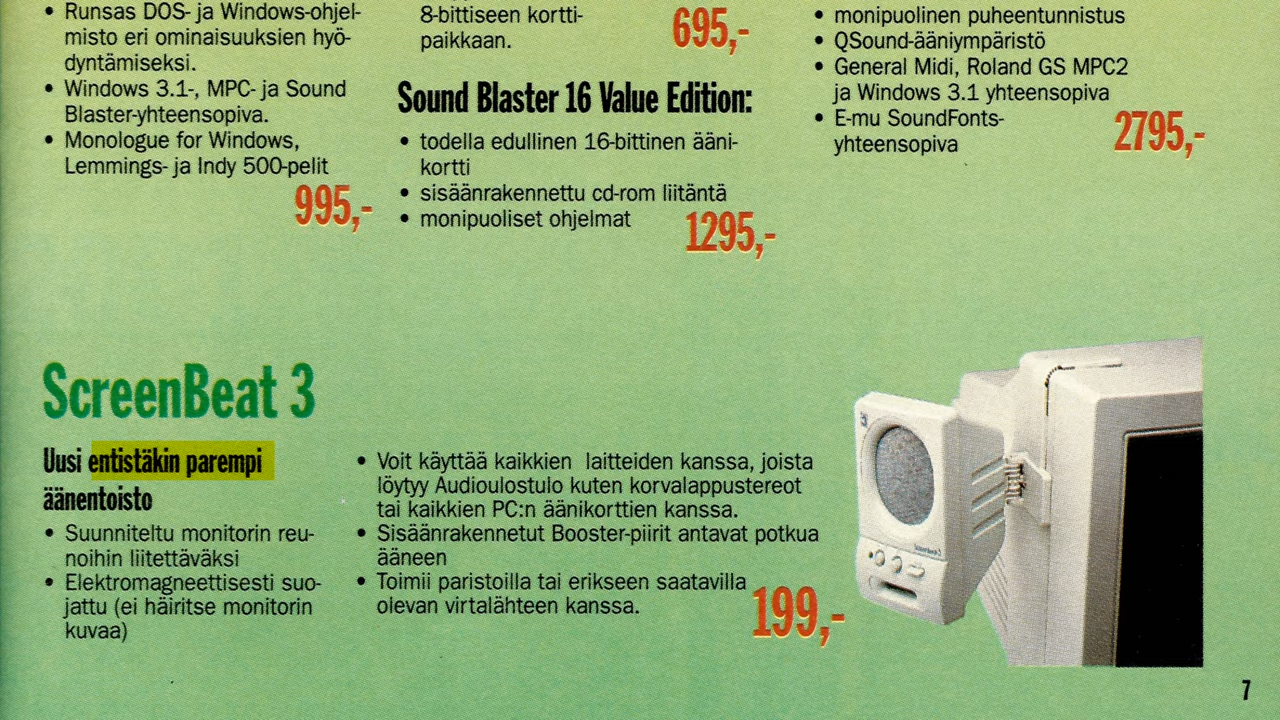 • Runsas DOS- ja Windows-ohjel-
misto eri ominaisuuksien hyö-
dyntämiseksi.
• Windows 3.1-, MPC- ja Sound
Blaster-yhteensopiva.
• Monologue for Windows,
Lemmings- ja Indy 500-pelit
995,-
8-bittiseen kortti-
paikkaan.
695,-
Sound Blaster 16 Value Edition:
• todella edullinen 16-bittinen ääni-
kortti
• sisäänrakennettu cd-rom liitäntä
• monipuoliset ohjelmat
1295,-
• monipuolinen puheentunnistus
• QSound-ääniympäristö
• General Midi, Roland GS MPC2
ja Windows 3.1 yhteensopiva
• E-mu SoundFonts-
yhteensopiva
2795,-
ScreenBeat 3
Uusi entistäkin parempi
äänentoisto
• Suunniteltu monitorin reu-
noihin liitettäväksi
• Elektromagneettisesti suo-
jattu (ei häiritse monitorin
kuvaa)
• Voit käyttää kaikkien laitteiden kanssa, joista
löytyy Audioulostulo kuten korvalappustereot
tai kaikkien PC:n äänikorttien kanssa.
• Sisäänrakennetut Booster-piirit antavat potkua
ääneen
• Toimii paristoilla tai erikseen saatavilla
olevan virtalähteen kanssa.
199,-
ScreenBeat 3
7